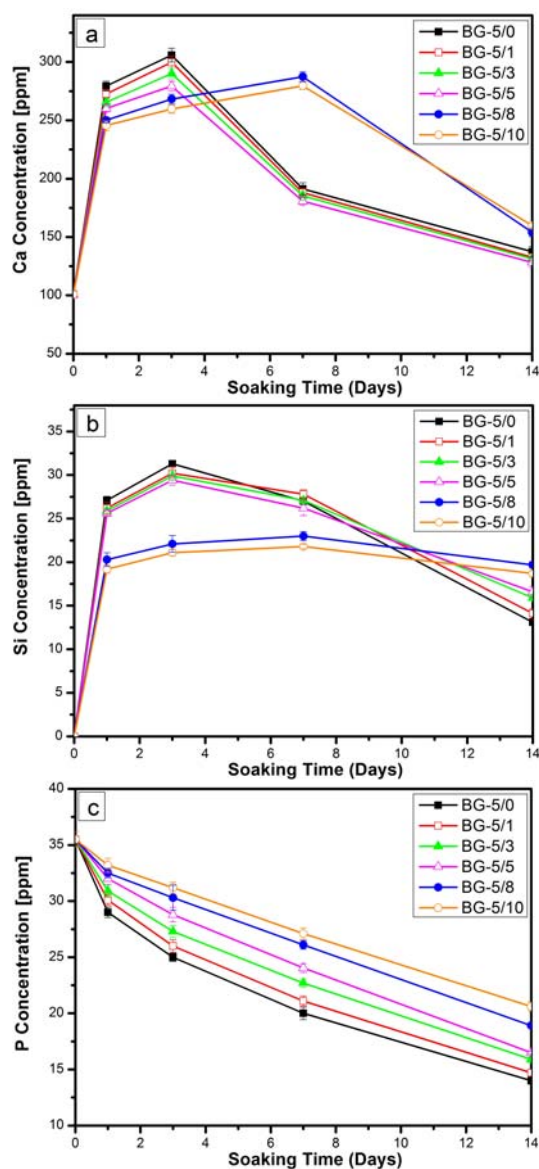 a
BG-5/0
BG-5/1
BG-5/3
BG-5/5
BG-5/8
BG-5/10
Ca Concentration [ppm]
300
250
200
150
100
50
0 2 4 6 8 10 12 14
Soaking Time (Days)
b
BG-5/0
BG-5/1
BG-5/3
BG-5/5
BG-5/8
BG-5/10
Si Concentration [ppm]
35
30
25
20
15
10
5
0
0 2 4 6 8 10 12 14
Soaking Time (Days)
c
BG-5/0
BG-5/1
BG-5/3
BG-5/5
BG-5/8
BG-5/10
P Concentration [ppm]
40
35
30
25
20
15
10
0 2 4 6 8 10 12 14
Soaking Time (Days)